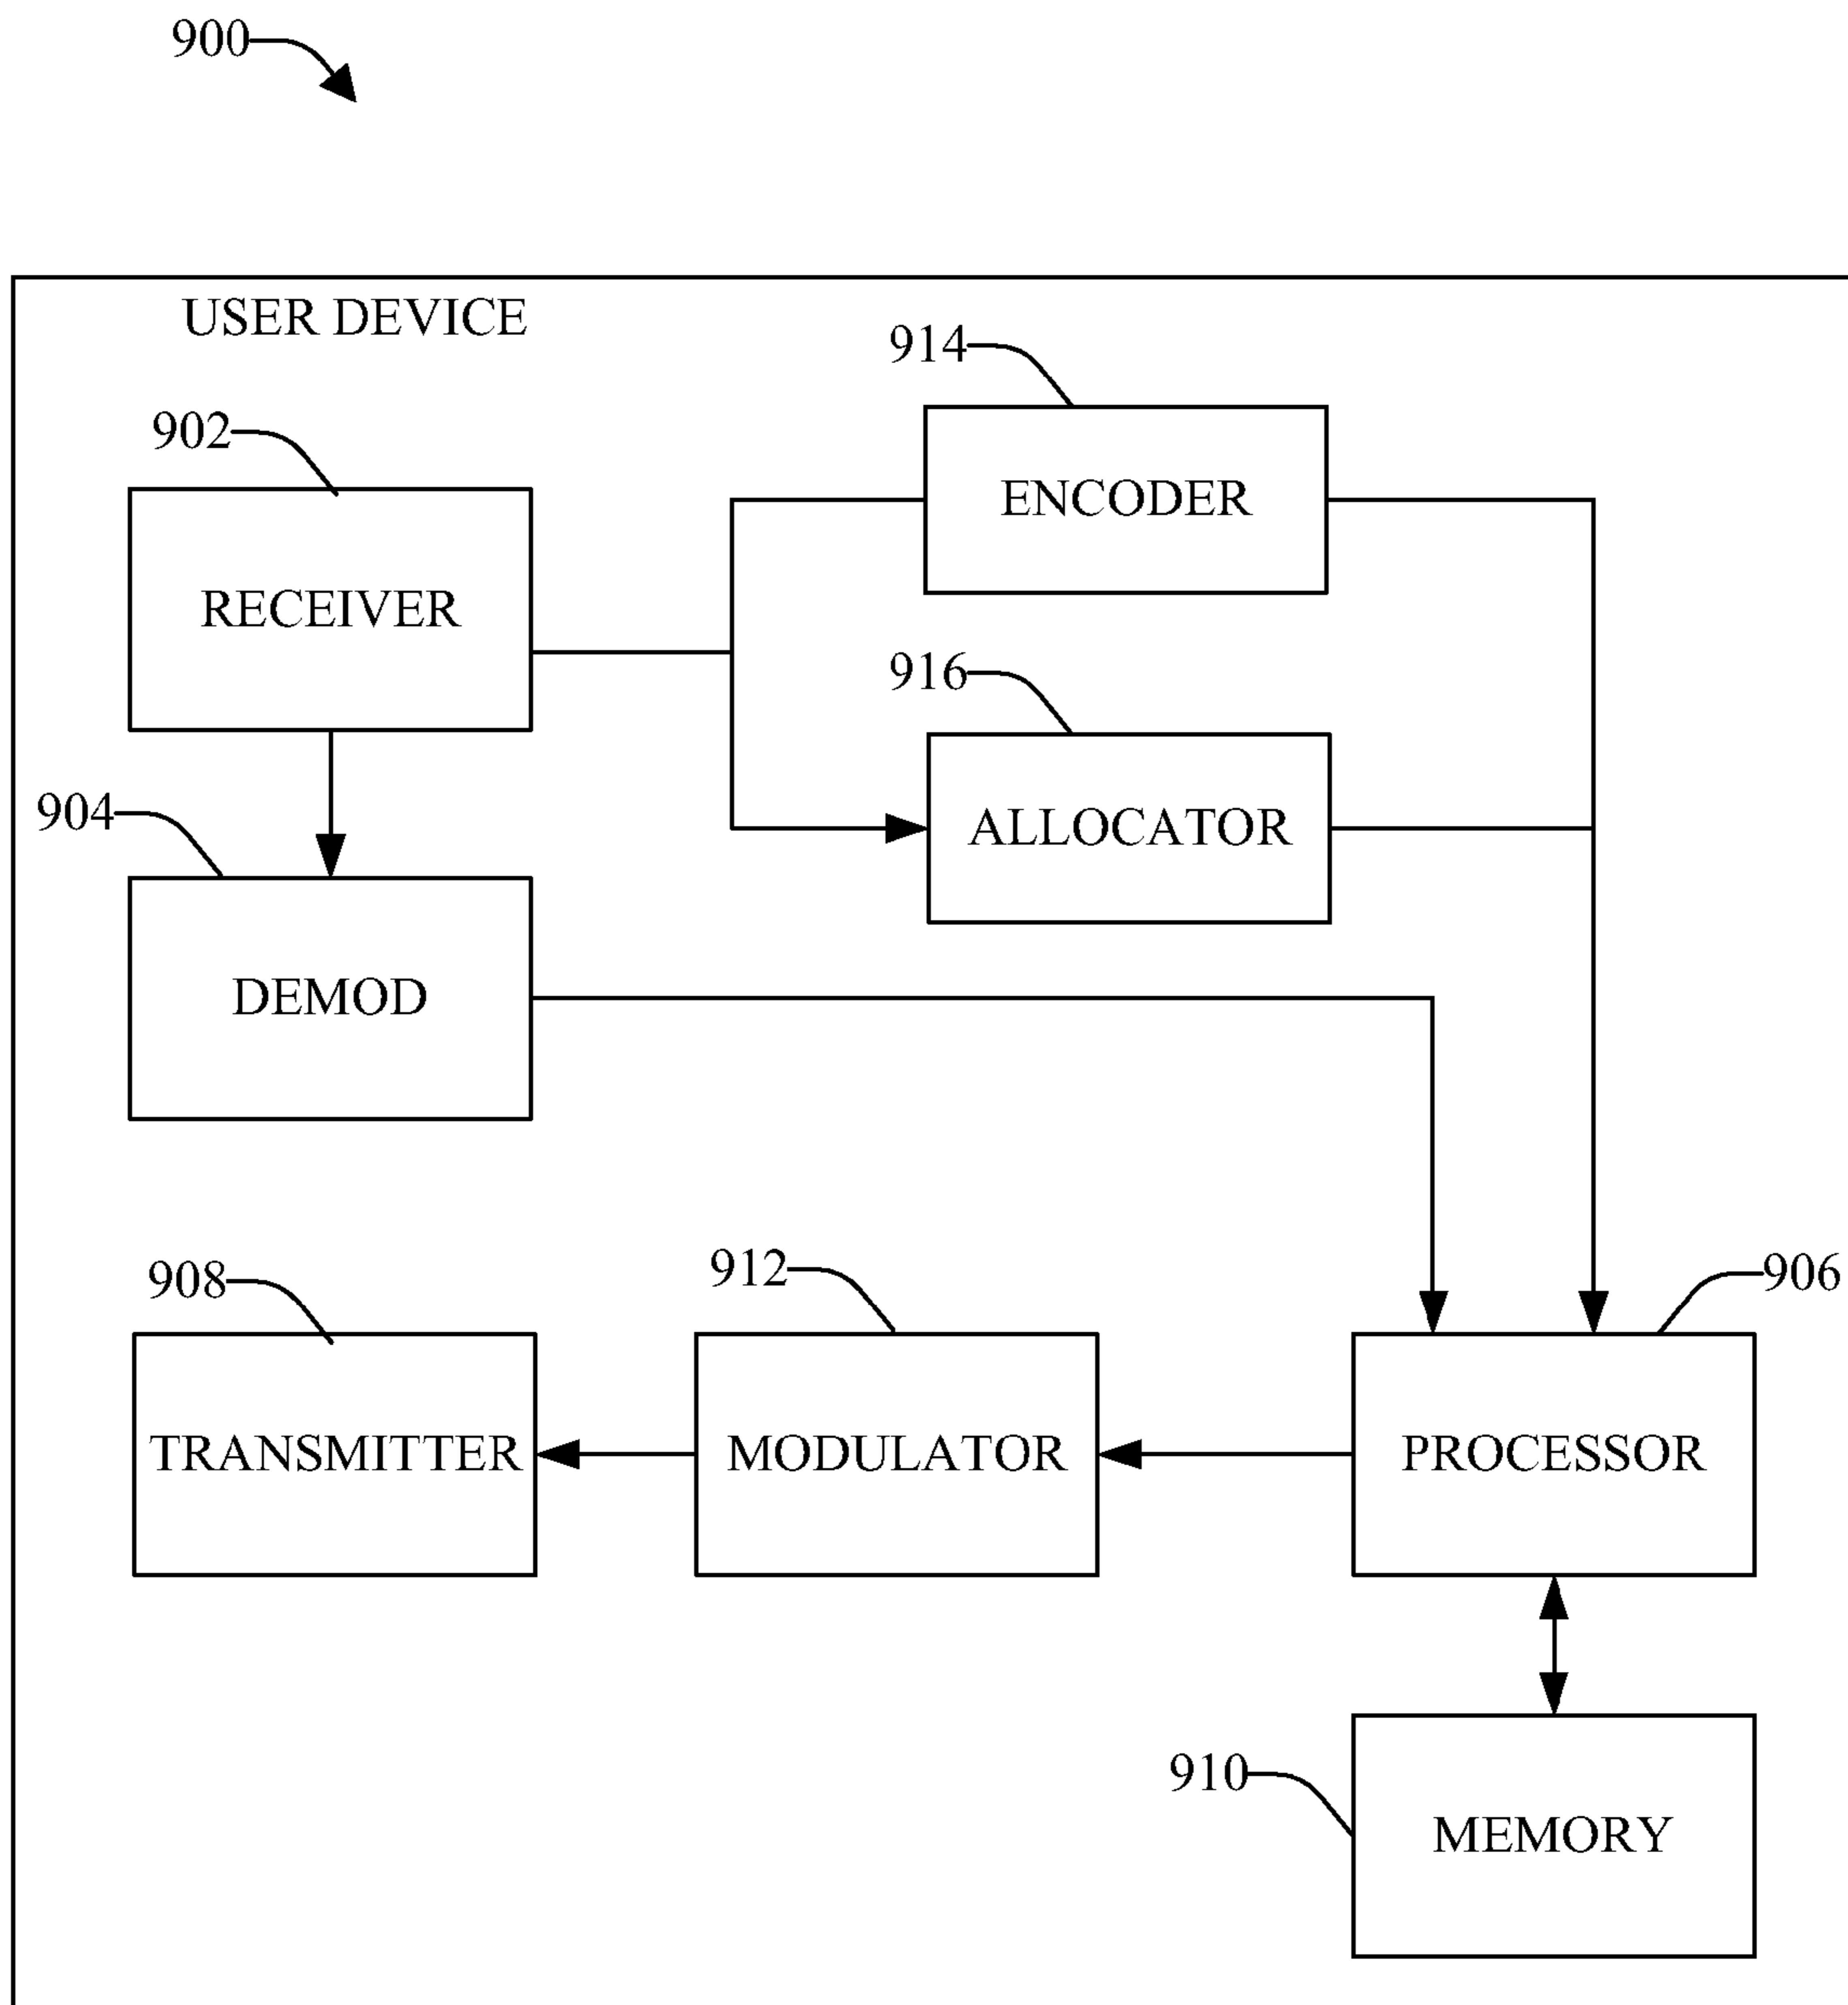 900
USER DEVICE
914
902
ENCODER
RECEIVER
916
904
ALLOCATOR
DEMOD
908
912
906
TRANSMITTER
MODULATOR
PROCESSOR
910
MEMORY